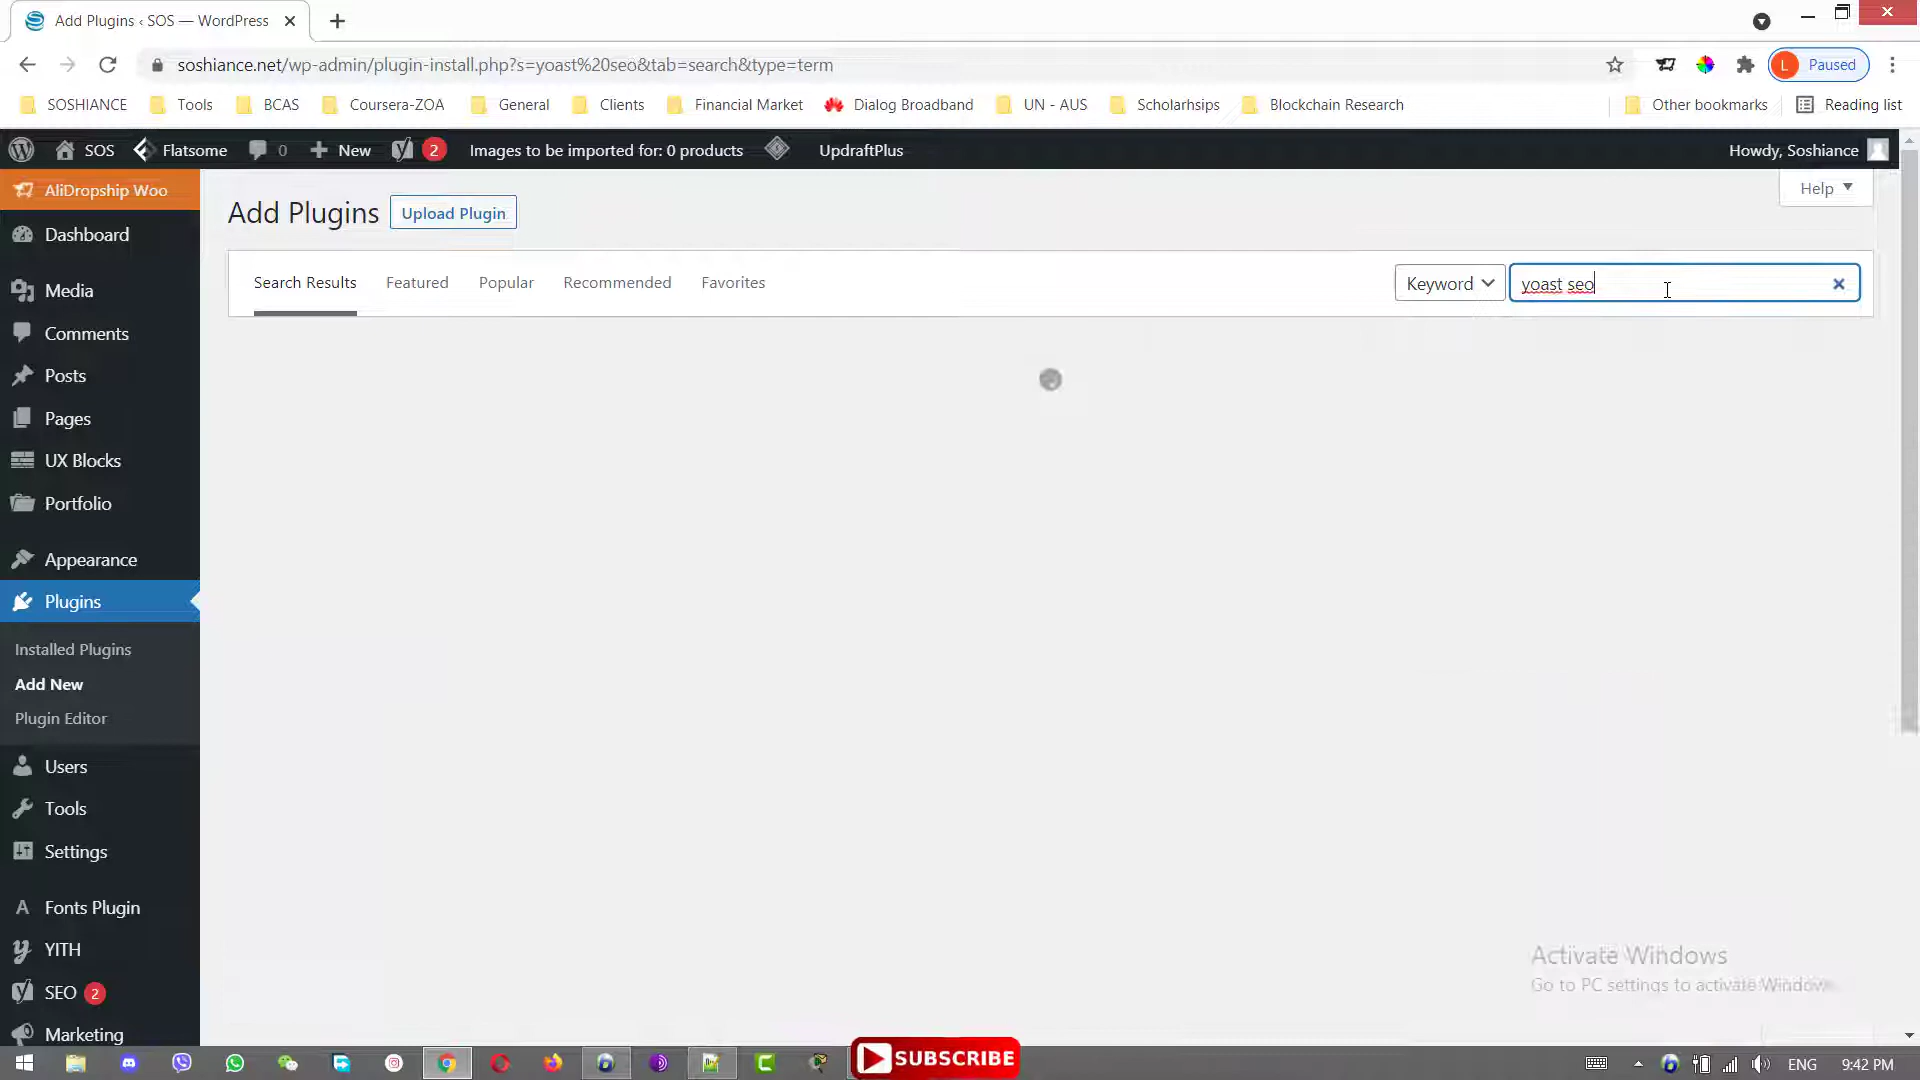 Add Plugins ‹ SOS — WordPress
soshiance.net/wp-admin/plugin-install.php?s=yoast%20seo&tab=search&type=term
L Paused
SOSHIANCE Tools BCAS Coursera-ZOA General Clients Financial Market Dialog Broadband UN - AUS Scholarhsips Blockchain Research Other bookmarks Reading list
SOS Flatsome 0 New 2 Images to be imported for: 0 products UpdraftPlus Howdy, Soshiance
AliDropship Woo
Help
Add Plugins Upload Plugin
Dashboard
Search Results Featured Popular Recommended Favorites Keyword yoast seo
Media
Comments
Posts
Pages
UX Blocks
Portfolio
Appearance
Plugins
Installed Plugins
Add New
Plugin Editor
Users
Tools
Settings
Fonts Plugin
YITH
SEO 2
Marketing
Activate Windows
Go to PC settings to activate Windows.
SUBSCRIBE
ENG 9:42 PM